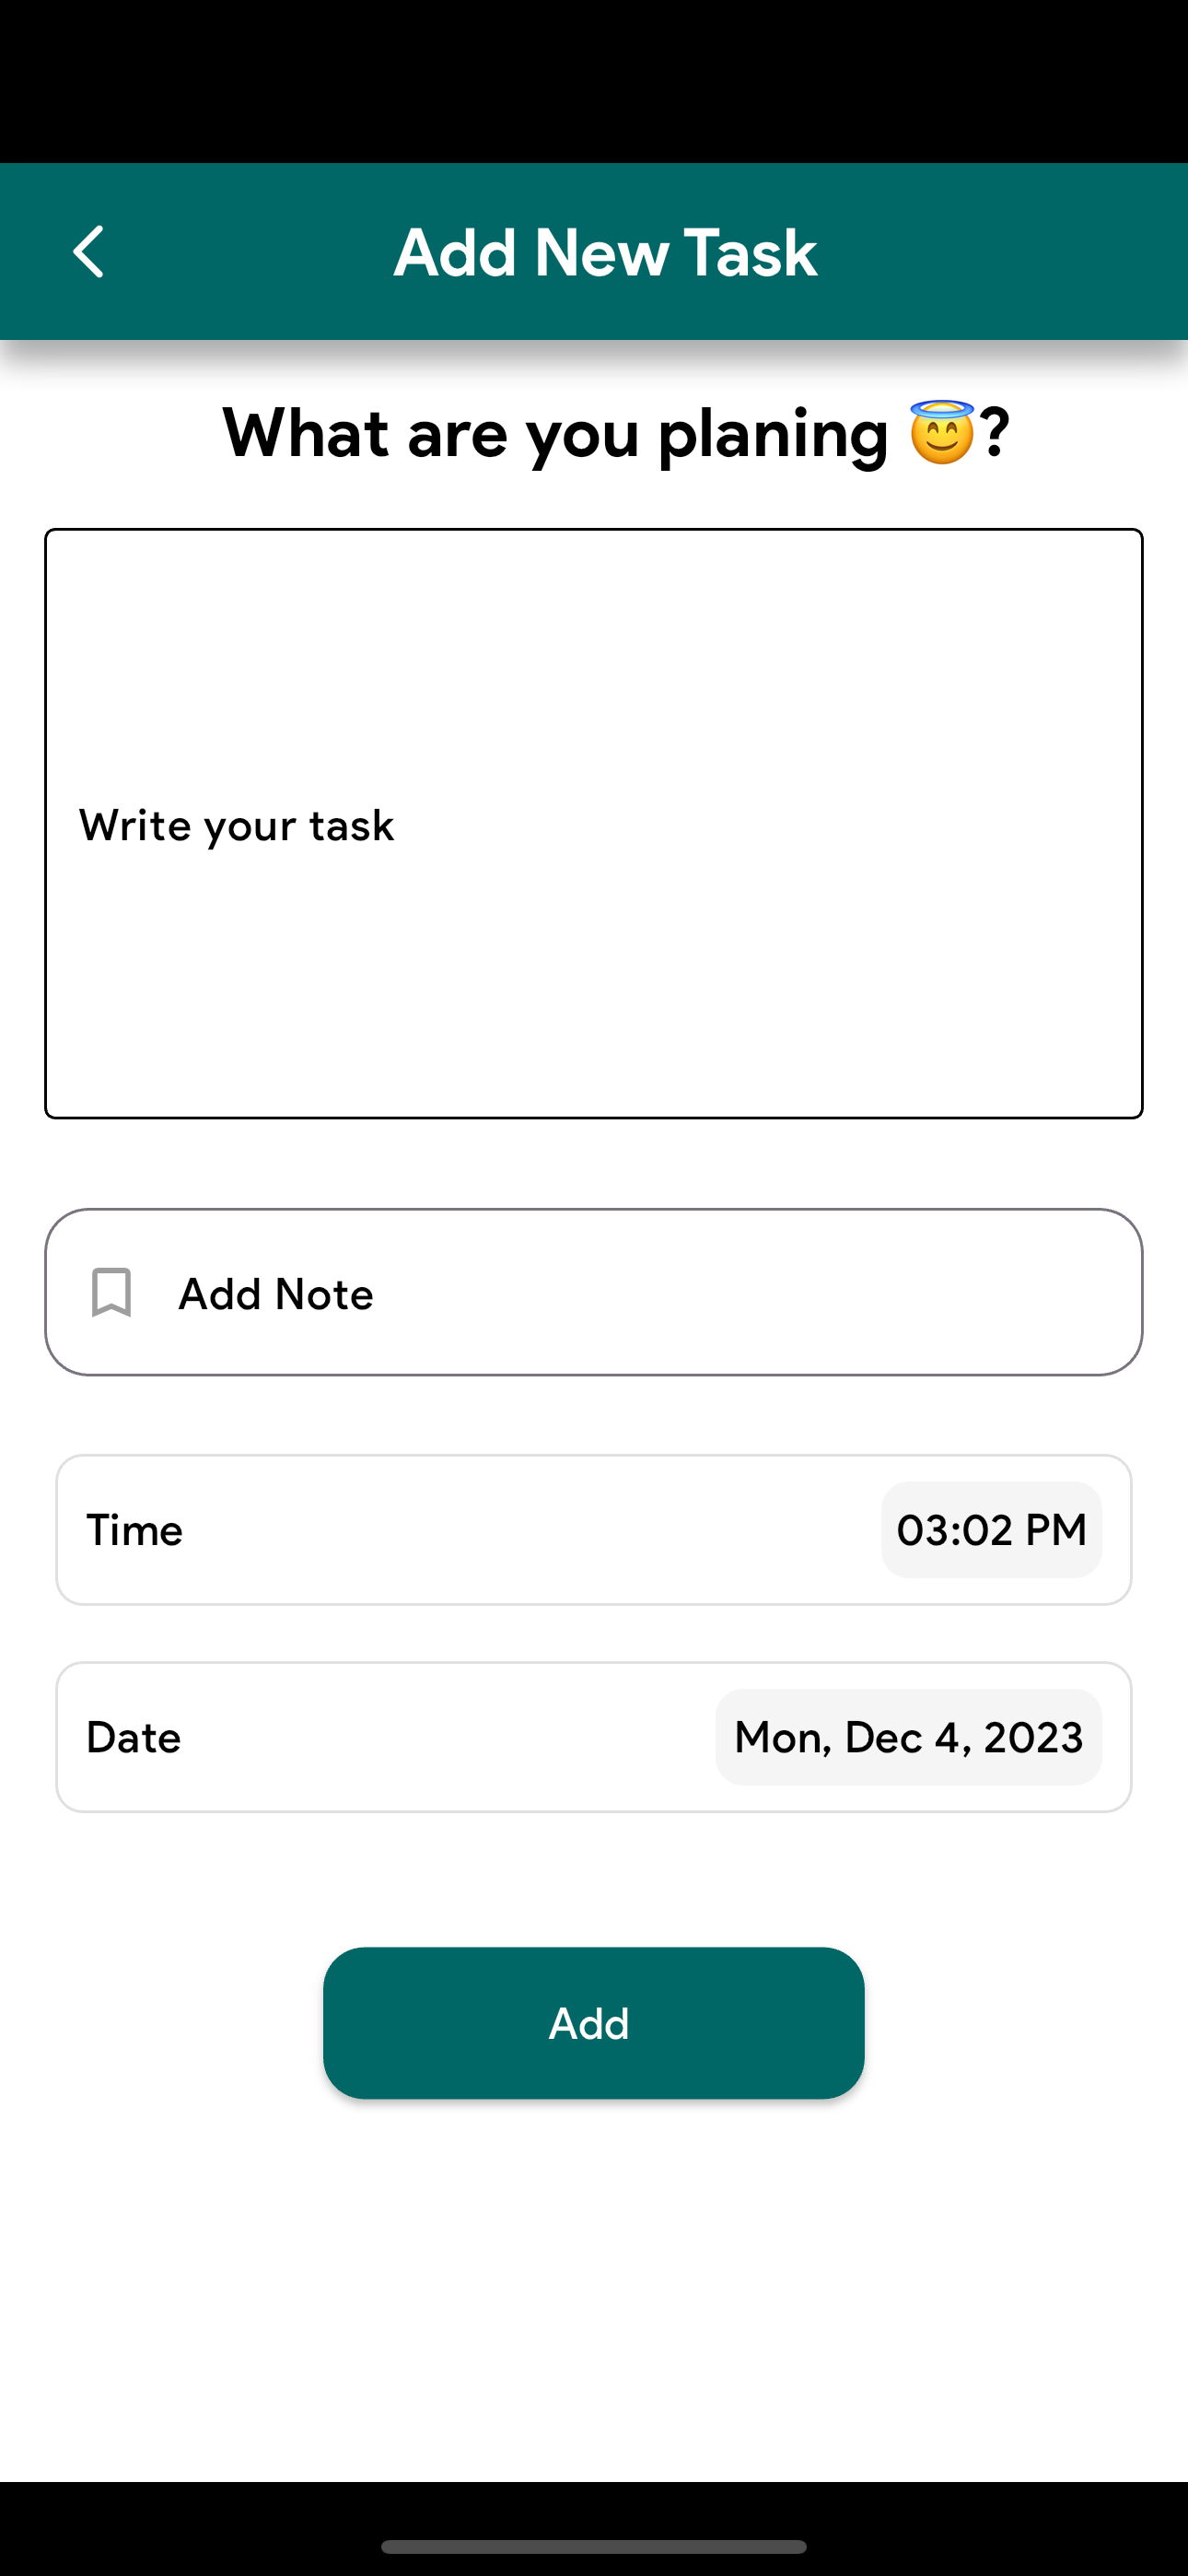 Add New Task
What are you planing 😇?
Write your task
Add Note
Time 03:02 PM
Date Mon, Dec 4, 2023
Add